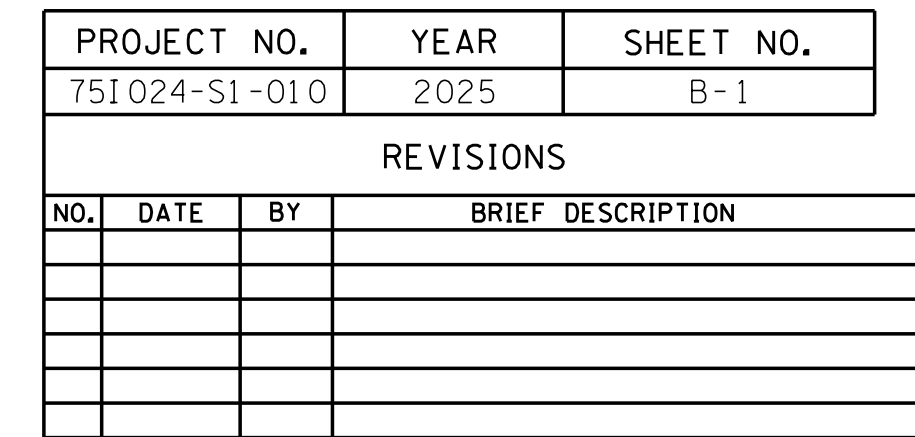 PROJECT NO. YEAR SHEET NO.
75I024-S1-010 2025 B-1
REVISIONS
NO. DATE BY BRIEF DESCRIPTION